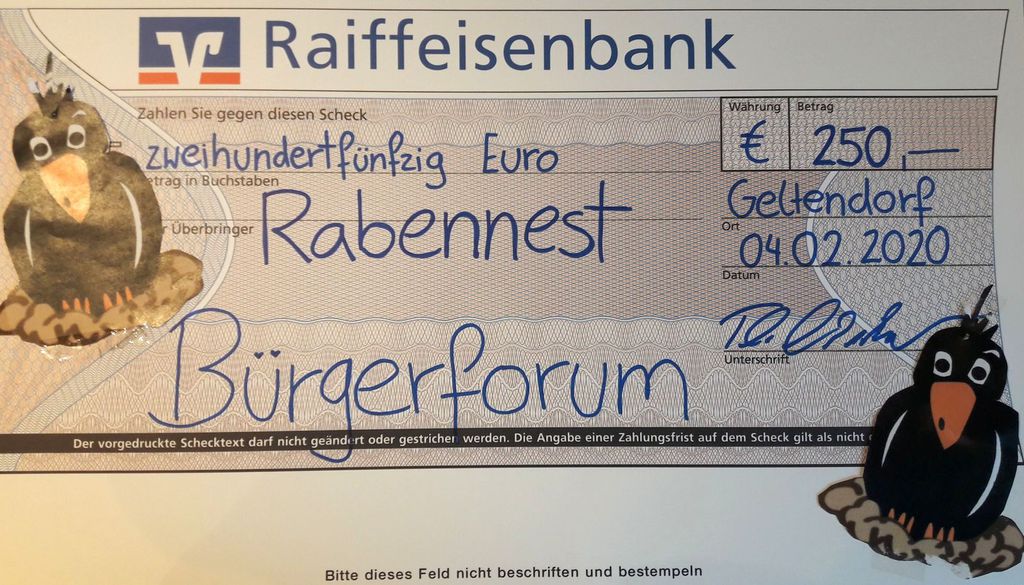 Raiffeisenbank
Zahlen Sie gegen diesen Scheck
Währung Betrag
zweihundertfünfzig Euro
€ 250,—
etrag in Buchstaben
Geltendorf
Ort
r Überbringer
Rabennest
04.02.2020
Datum
Unterschrift
Bürgerforum
Der vorgedruckte Schecktext darf nicht geändert oder gestrichen werden. Die Angabe einer Zahlungsfrist auf dem Scheck gilt als nicht
Bitte dieses Feld nicht beschriften und bestempeln